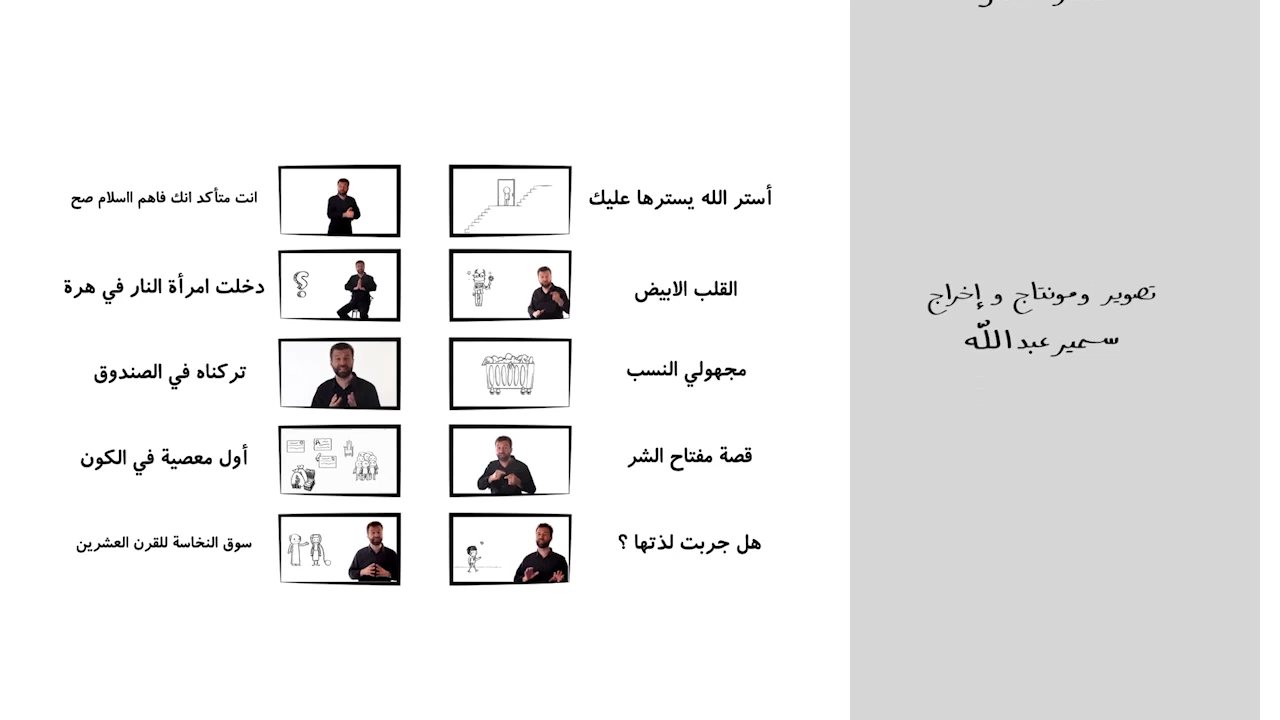 أستر الله يسترها عليك
القلب الابيض
مجهولي النسب
قصة مفتاح الشر
هل جربت لذتها ؟
انت متأكد انك فاهم ااسلام صح
دخلت امرأة النار في هرة
تركناه في الصندوق
أول معصية في الكون
سوق النخاسة للقرن العشرين
تصوير ومونتاج و إخراج
سمير عبدالله